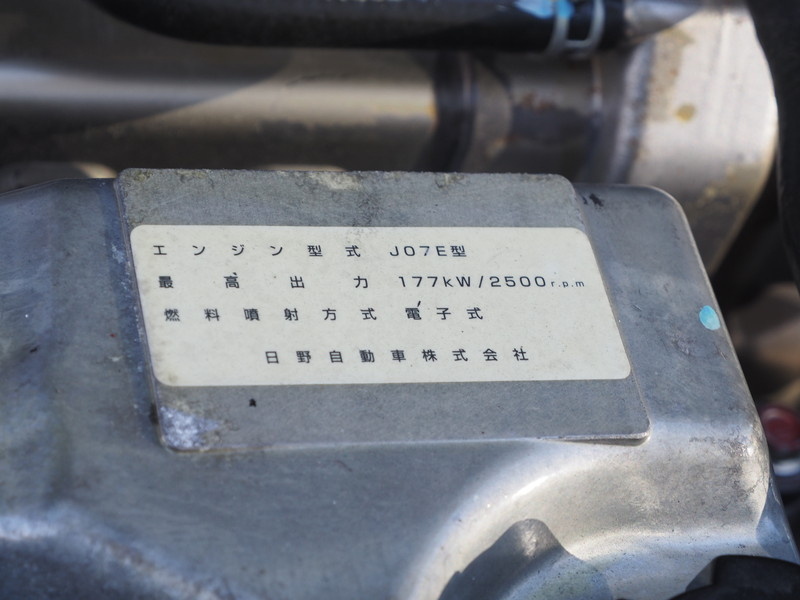 エンジン型式 J07E型
最高出力 177kW/2500r.p.m
燃料噴射方式 電子式
日野自動車株式会社